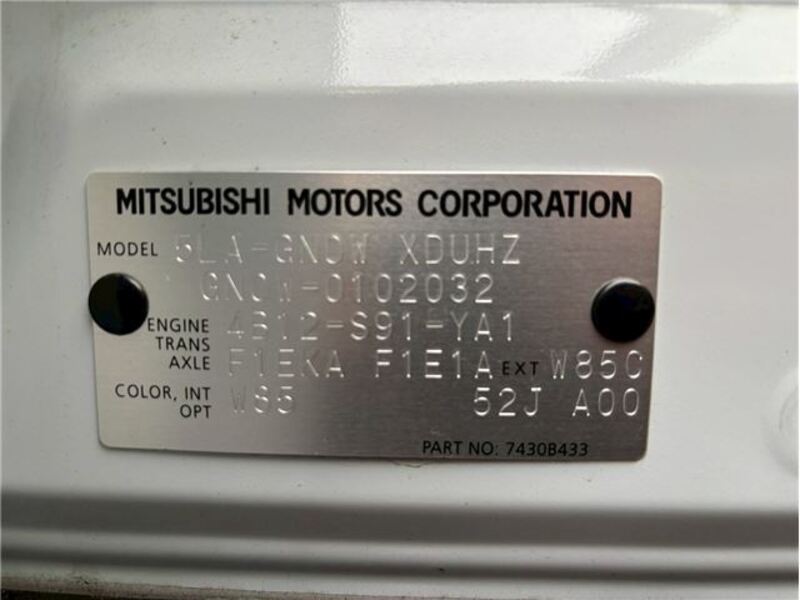 MITSUBISHI MOTORS CORPORATION
MODEL 5LA-GN0W XDUHZ
GN0W-0102032
ENGINE 4B12-S91-YA1
TRANS
AXLE F1EKA F1E1A EXT W85C
COLOR, INT W85 52J A00
OPT
PART NO: 7430B433